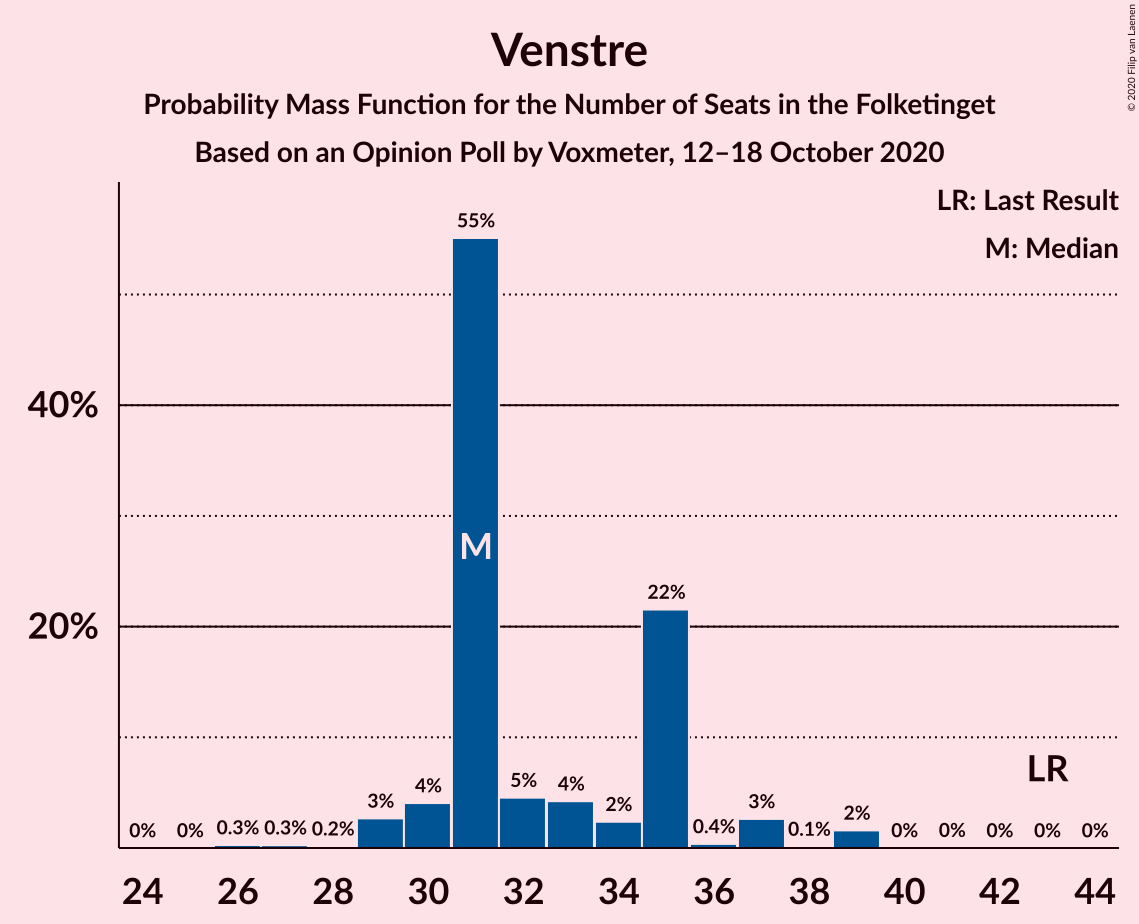 Venstre
Probability Mass Function for the Number of Seats in the Folketinget
Based on an Opinion Poll by Voxmeter, 12–18 October 2020
© 2020 Filip van Laenen
LR: Last Result
M: Median
55%
40%
M
22%
20%
LR
0% 0% 0.3% 0.3% 0.2% 3% 4% 5% 4% 2% 0.4% 3% 0.1% 2% 0% 0% 0% 0% 0%
24 26 28 30 32 34 36 38 40 42 44